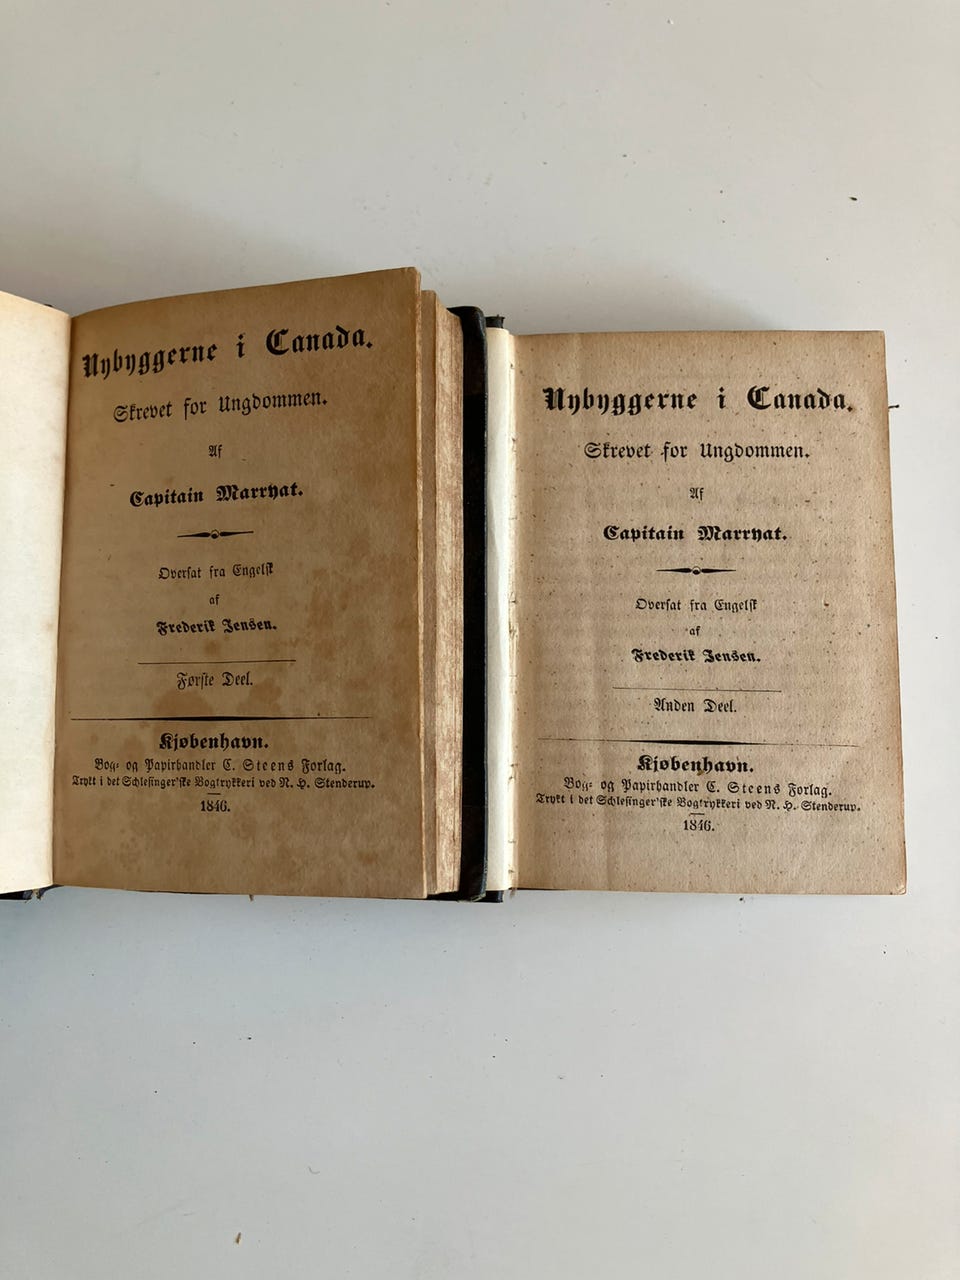 Nybyggerne i Canada.
Skrevet for Ungdommen.
Af
Capitain Marryat.
Oversat fra Engelsk
af
Frederik Jensen.
Første Deel.
Kjøbenhavn.
Bog- og Papirhandler C. Steens Forlag.
Trykt i det Schlesinger'ske Bogtrykkeri ved N. H. Stenderup.
1846.
Nybyggerne i Canada.
Skrevet for Ungdommen.
Af
Capitain Marryat.
Oversat fra Engelsk
af
Frederik Jensen.
Anden Deel.
Kjøbenhavn.
Bog- og Papirhandler C. Steens Forlag.
Trykt i det Schlesinger'ske Bogtrykkeri ved N. H. Stenderup.
1846.